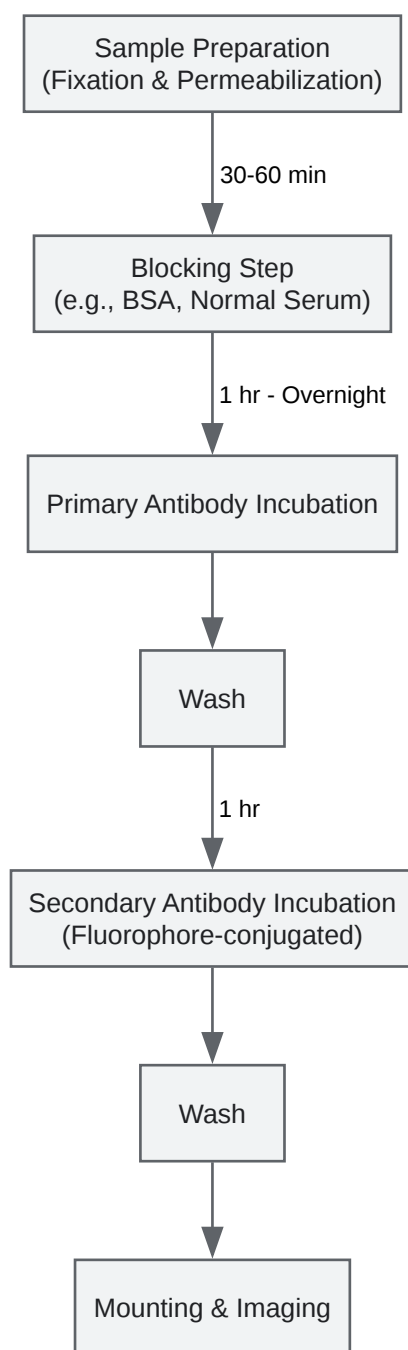 Sample Preparation
(Fixation & Permeabilization)
30-60 min
Blocking Step
(e.g., BSA, Normal Serum)
1 hr - Overnight
Primary Antibody Incubation
Wash
1 hr
Secondary Antibody Incubation
(Fluorophore-conjugated)
Wash
Mounting & Imaging